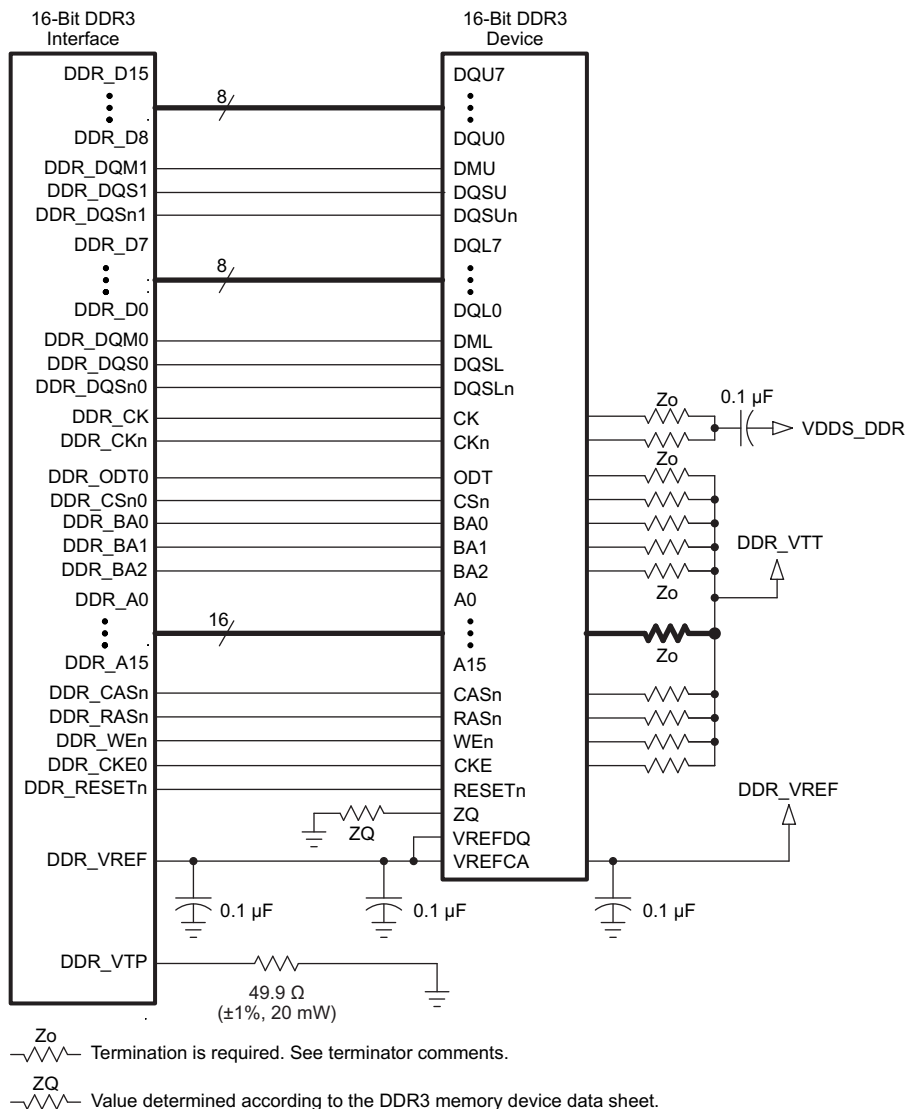 16-Bit DDR3
Interface
16-Bit DDR3
Device
DDR_D15
DQU7
8
DDR_D8
DQU0
DDR_DQM1
DMU
DDR_DQS1
DQSU
DDR_DQSn1
DQSUn
DDR_D7
DQL7
8
DDR_D0
DQL0
DDR_DQM0
DML
DDR_DQS0
DQSL
DDR_DQSn0
DQSLn
Zo
0.1 µF
DDR_CK
CK
VDDS_DDR
DDR_CKn
CKn
Zo
DDR_ODT0
ODT
DDR_CSn0
CSn
DDR_BA0
BA0
DDR_BA1
BA1
DDR_VTT
DDR_BA2
BA2
Zo
DDR_A0
A0
16
Zo
DDR_A15
A15
DDR_CASn
CASn
DDR_RASn
RASn
DDR_WEn
WEn
DDR_CKE0
CKE
DDR_RESETn
RESETn
DDR_VREF
ZQ
ZQ
VREFDQ
DDR_VREF
VREFCA
0.1 µF
0.1 µF
0.1 µF
DDR_VTP
49.9 Ω
(±1%, 20 mW)
Zo
Termination is required. See terminator comments.
ZQ
Value determined according to the DDR3 memory device data sheet.